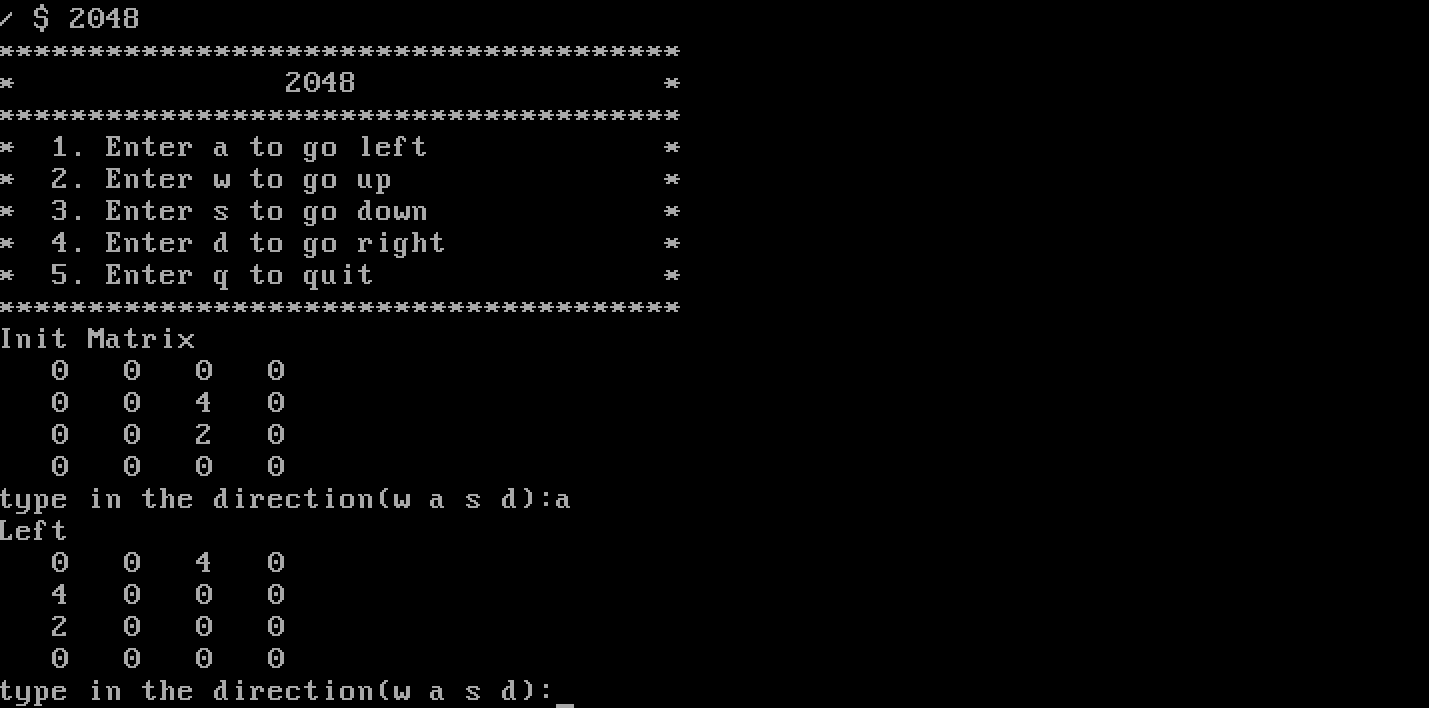 / $ 2048
**************************************
*               2048                 *
**************************************
*  1. Enter a to go left             *
*  2. Enter w to go up               *
*  3. Enter s to go down             *
*  4. Enter d to go right            *
*  5. Enter q to quit                *
**************************************
Init Matrix
   0   0   0   0
   0   0   4   0
   0   0   2   0
   0   0   0   0
type in the direction(w a s d):a
Left
   0   0   4   0
   4   0   0   0
   2   0   0   0
   0   0   0   0
type in the direction(w a s d):_